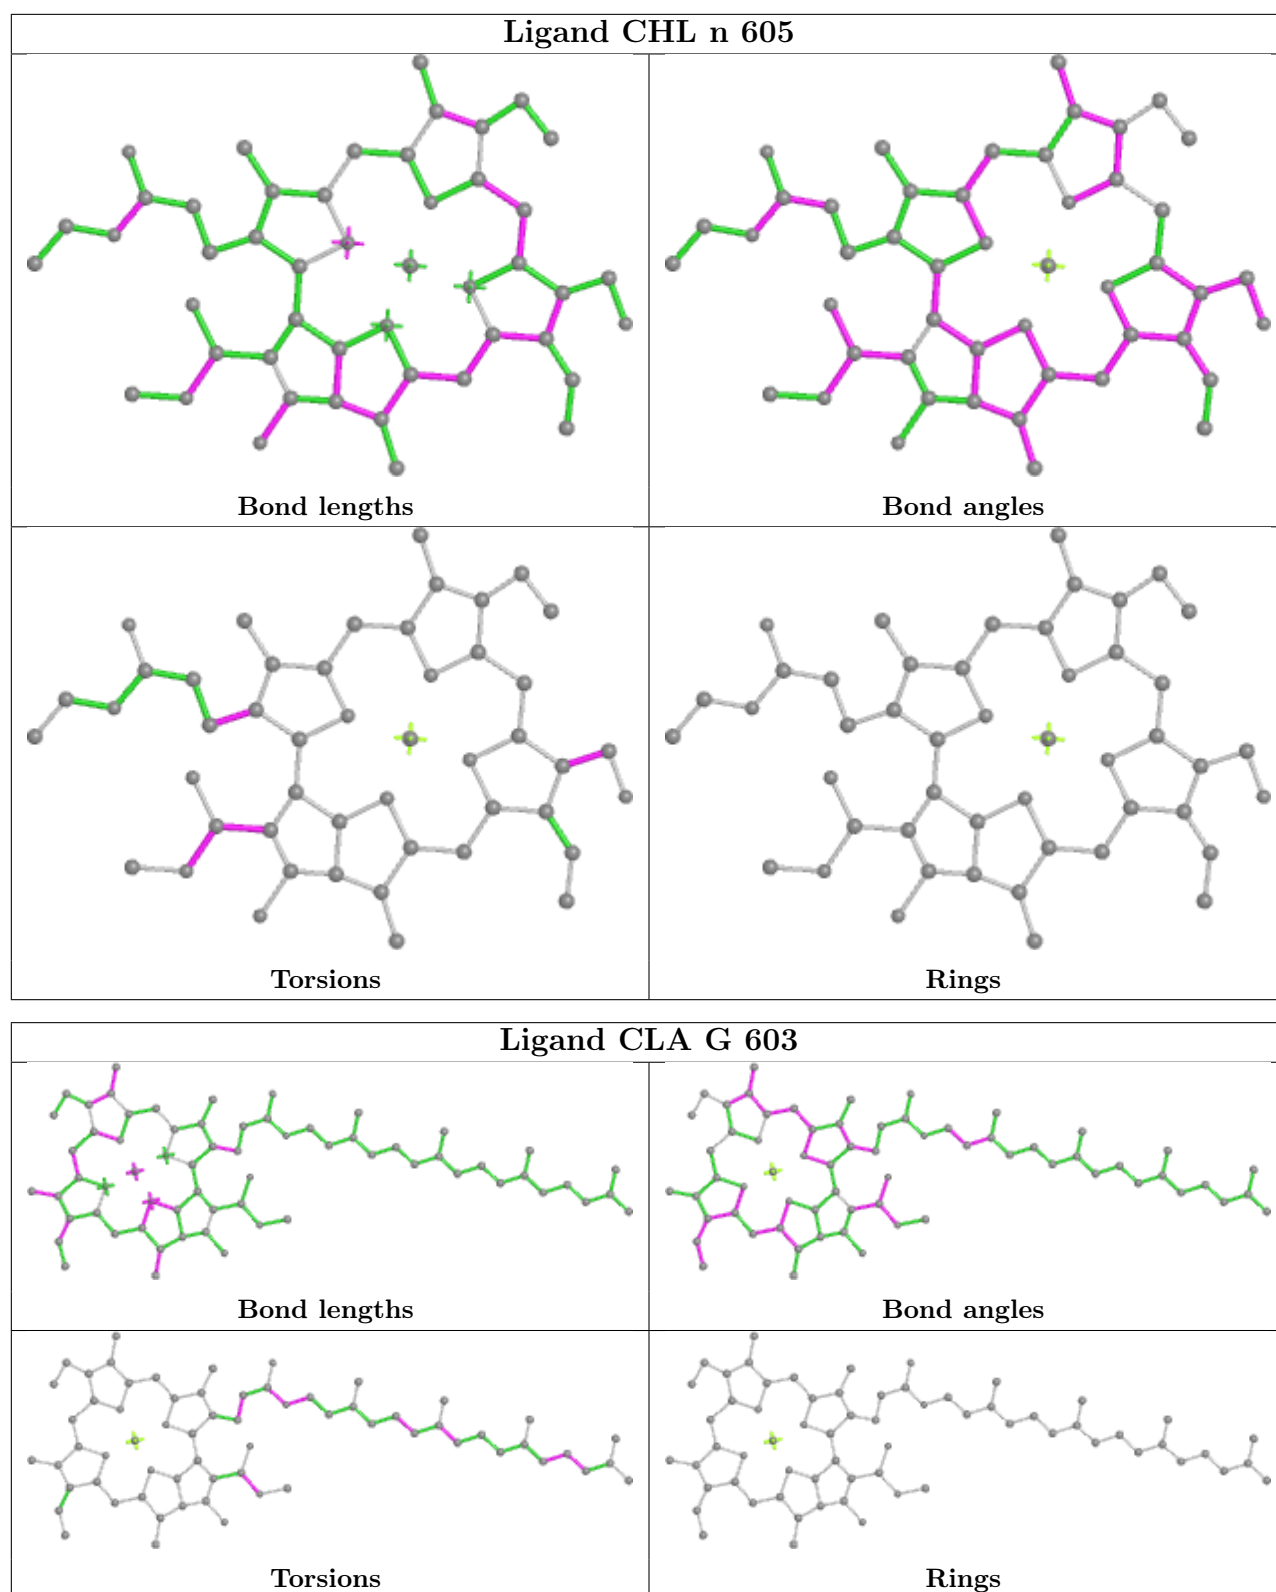 Ligand CHL n 605
Bond lengths
Bond angles
Torsions
Rings
Ligand CLA G 603
Bond lengths
Bond angles
Torsions
Rings